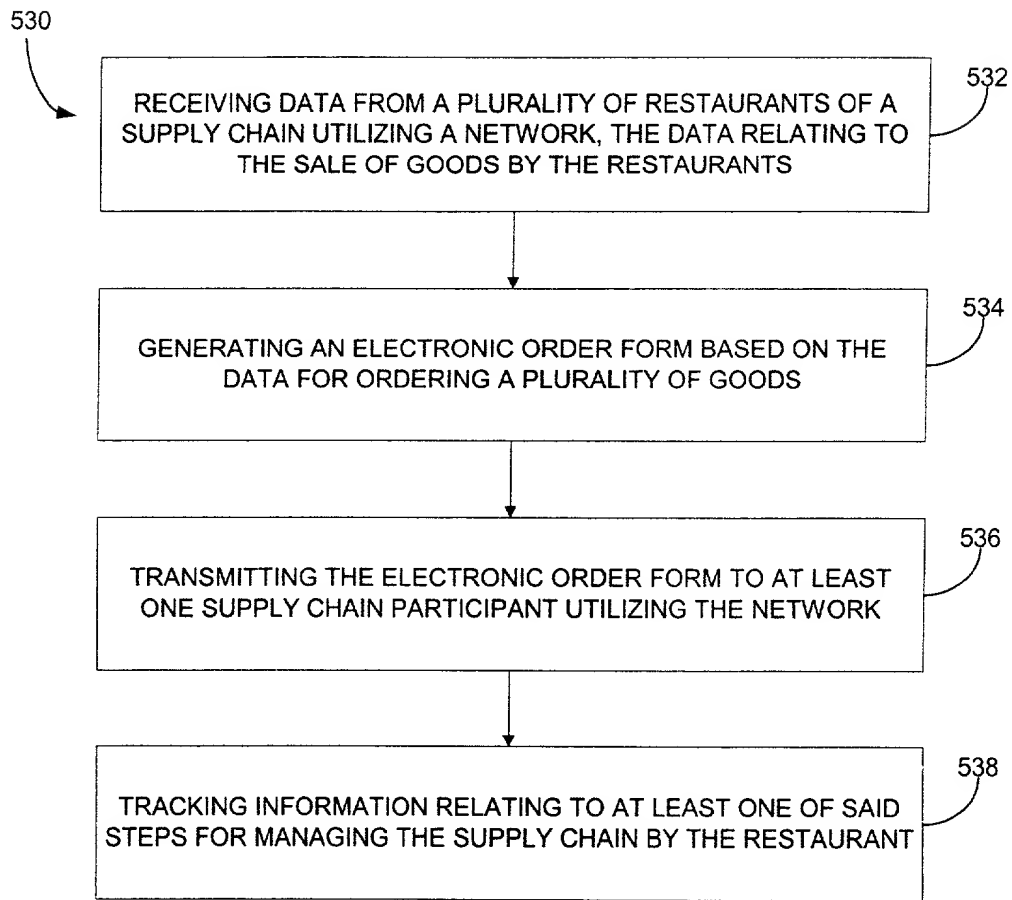 530
532
RECEIVING DATA FROM A PLURALITY OF RESTAURANTS OF A
SUPPLY CHAIN UTILIZING A NETWORK, THE DATA RELATING TO
THE SALE OF GOODS BY THE RESTAURANTS
534
GENERATING AN ELECTRONIC ORDER FORM BASED ON THE
DATA FOR ORDERING A PLURALITY OF GOODS
536
TRANSMITTING THE ELECTRONIC ORDER FORM TO AT LEAST
ONE SUPPLY CHAIN PARTICIPANT UTILIZING THE NETWORK
538
TRACKING INFORMATION RELATING TO AT LEAST ONE OF SAID
STEPS FOR MANAGING THE SUPPLY CHAIN BY THE RESTAURANT